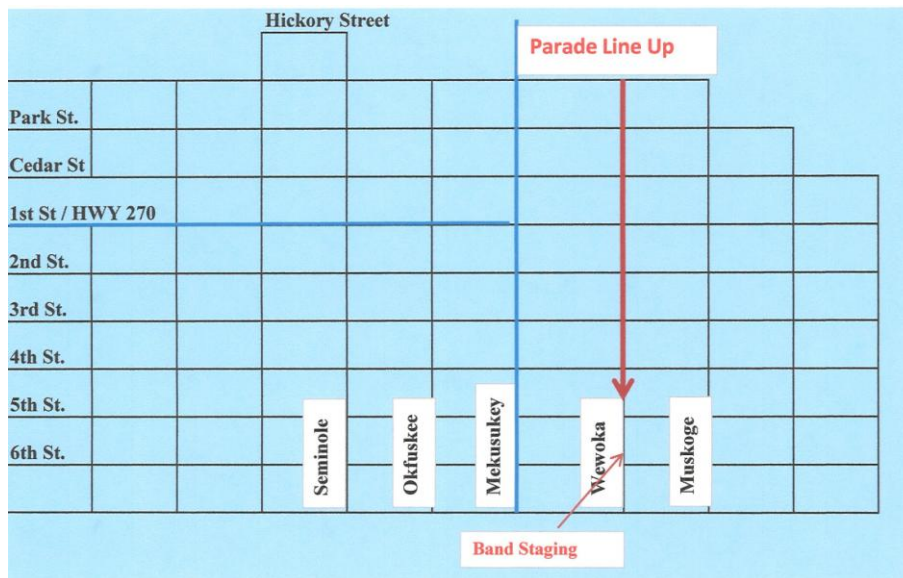 Hickory Street
Parade Line Up
Park St.
Cedar St
1st St / HWY 270
2nd St.
3rd St.
4th St.
5th St.
6th St.
Seminole
Okfuskee
Mekusukey
Wewoka
Muskoge
Band Staging